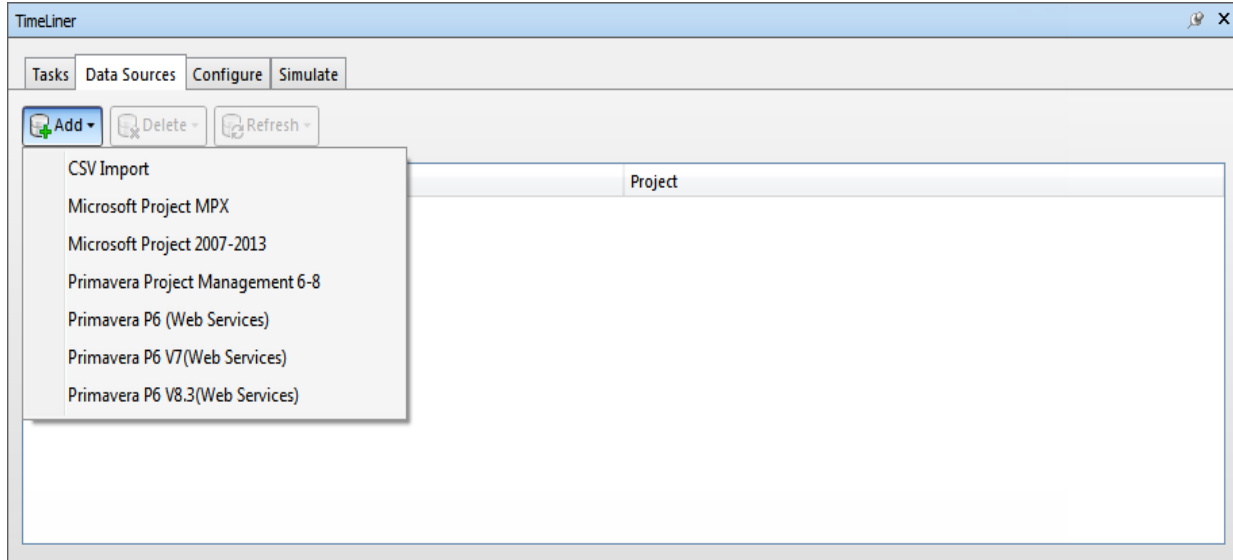 TimeLiner
Tasks Data Sources Configure Simulate
Add Delete Refresh
CSV Import
Project
Microsoft Project MPX
Microsoft Project 2007-2013
Primavera Project Management 6-8
Primavera P6 (Web Services)
Primavera P6 V7(Web Services)
Primavera P6 V8.3(Web Services)